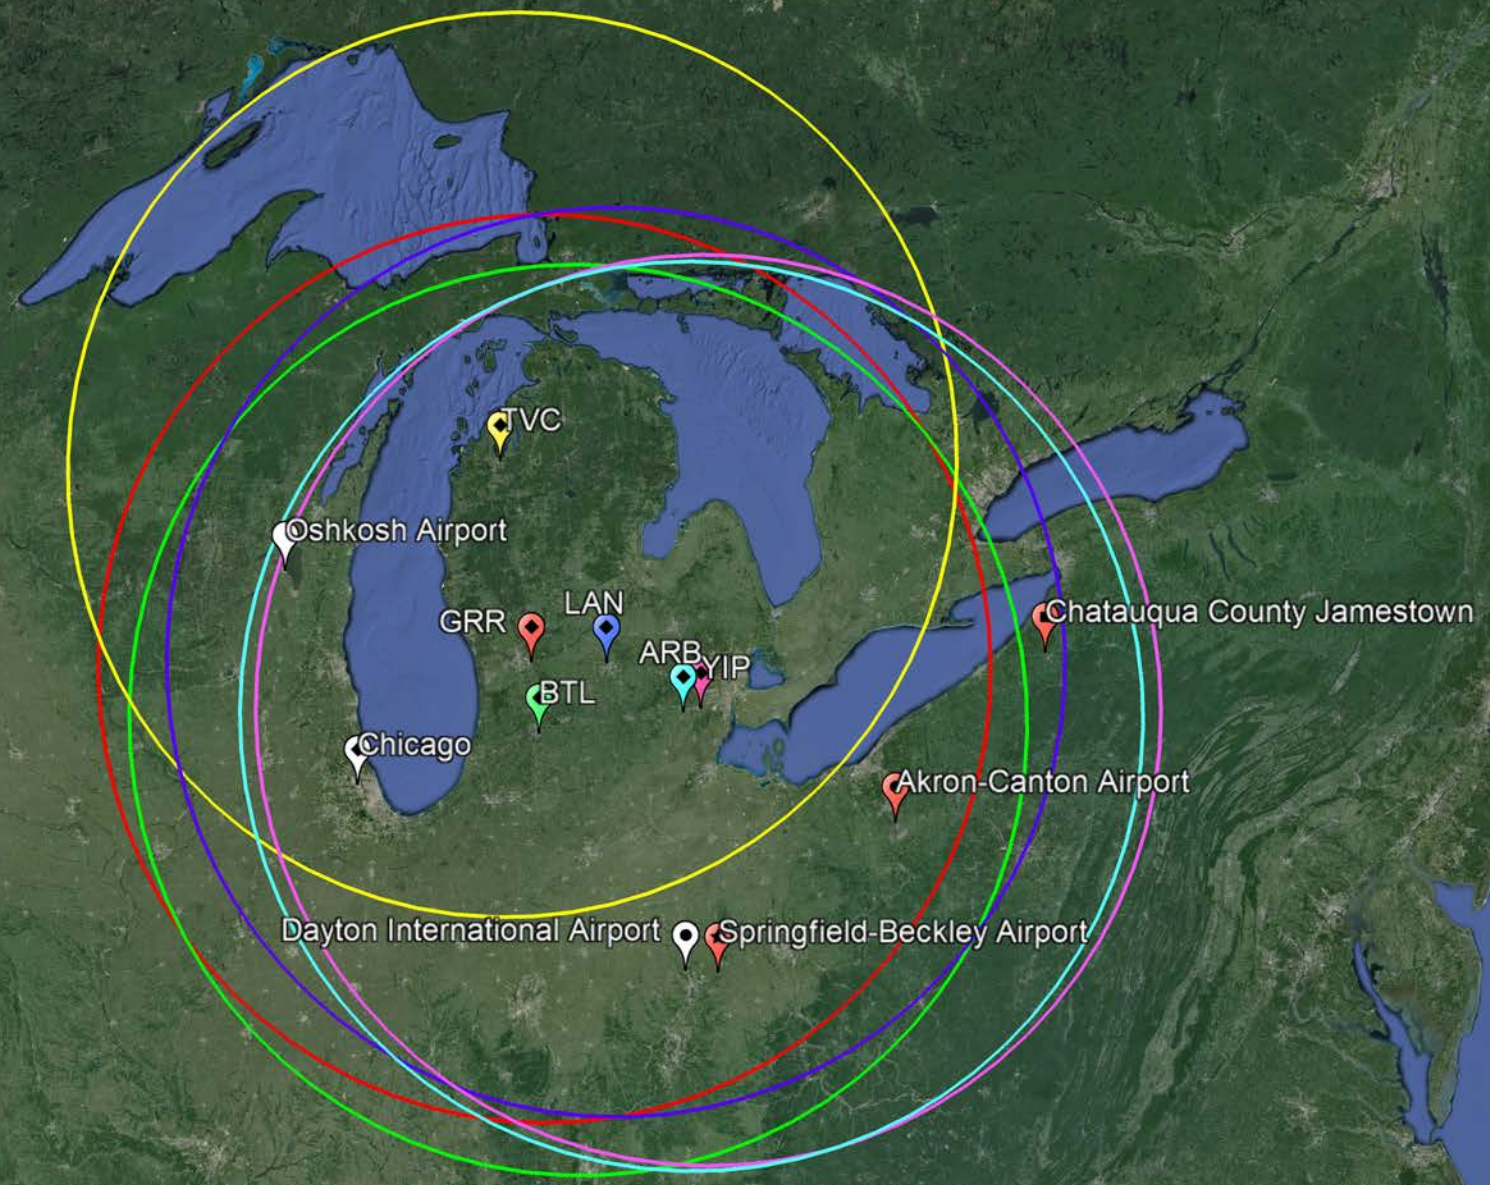 TVC
Oshkosh Airport
GRR
LAN
Chatauqua County Jamestown
ARB
YIP
BTL
Chicago
Akron-Canton Airport
Dayton International Airport
Springfield-Beckley Airport